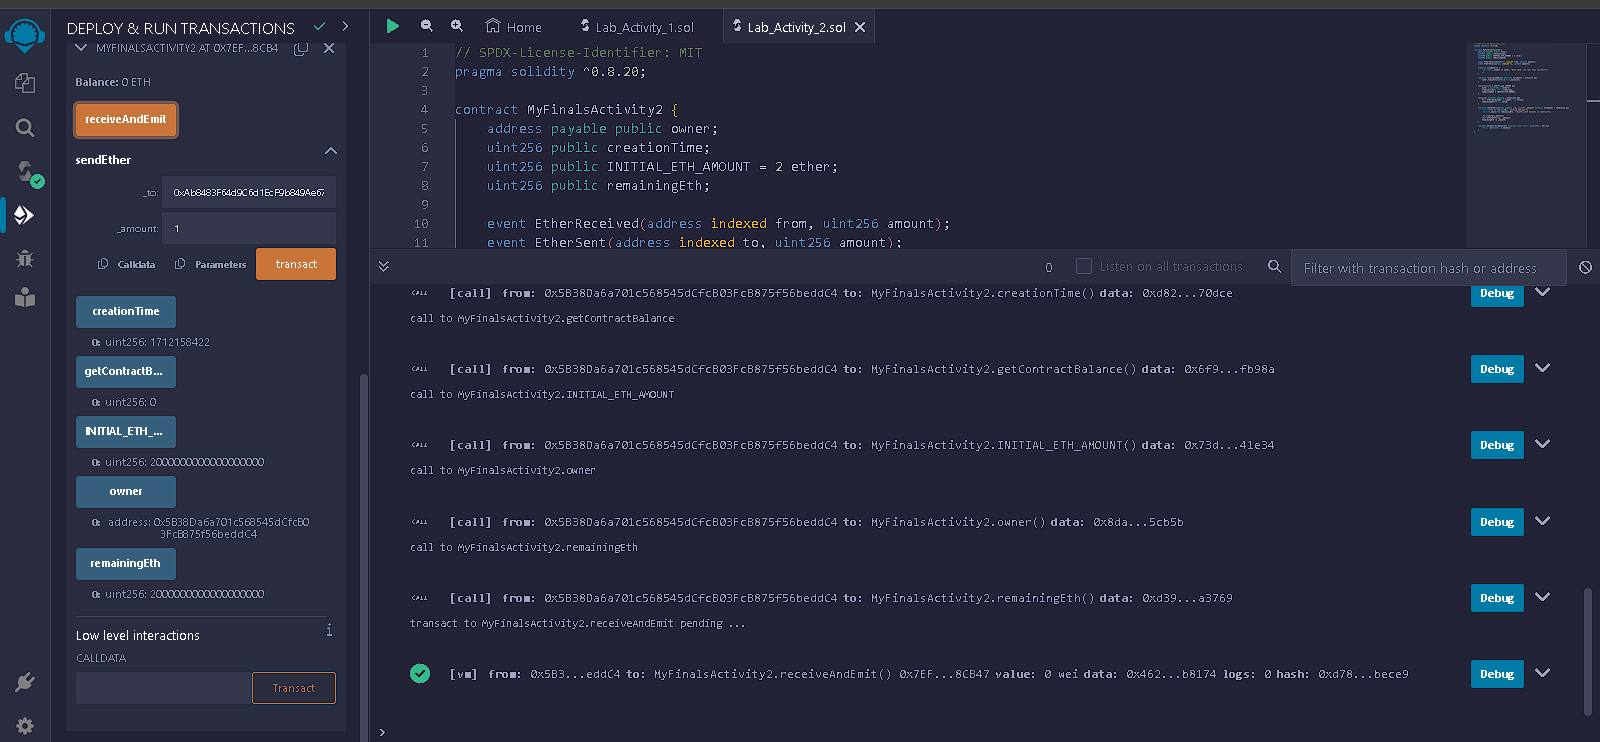 DEPLOY & RUN TRANSACTIONS
MYFINALSACTIVITY2 AT 0X7EF...8CB4
Balance: 0 ETH
receiveAndEmit
sendEther
_to:
0xAb8483F64d9C6d1EcF9b849Ae67
_amount:
1
Calldata
Parameters
transact
creationTime
0: uint256: 1712158422
getContractB...
0: uint256: 0
INITIAL_ETH_...
0: uint256: 2000000000000000000
owner
0: address: 0x5B38Da6a701c568545dCfcB0
3FcB875f56beddC4
remainingEth
0: uint256: 2000000000000000000
Low level interactions
i
CALLDATA
Transact
Home
Lab_Activity_1.sol
Lab_Activity_2.sol
1 // SPDX-License-Identifier: MIT
2 pragma solidity ^0.8.20;
3
4 contract MyFinalsActivity2 {
5 address payable public owner;
6 uint256 public creationTime;
7 uint256 public INITIAL_ETH_AMOUNT = 2 ether;
8 uint256 public remainingEth;
9
10 event EtherReceived(address indexed from, uint256 amount);
11 event EtherSent(address indexed to, uint256 amount);
0
Listen on all transactions
Filter with transaction hash or address
CALL [call] from: 0x5B38Da6a701c568545dCfcB03FcB875f56beddC4 to: MyFinalsActivity2.creationTime() data: 0xd82...70dce
Debug
call to MyFinalsActivity2.getContractBalance
CALL [call] from: 0x5B38Da6a701c568545dCfcB03FcB875f56beddC4 to: MyFinalsActivity2.getContractBalance() data: 0x6f9...fb98a
Debug
call to MyFinalsActivity2.INITIAL_ETH_AMOUNT
CALL [call] from: 0x5B38Da6a701c568545dCfcB03FcB875f56beddC4 to: MyFinalsActivity2.INITIAL_ETH_AMOUNT() data: 0x73d...41e34
Debug
call to MyFinalsActivity2.owner
CALL [call] from: 0x5B38Da6a701c568545dCfcB03FcB875f56beddC4 to: MyFinalsActivity2.owner() data: 0x8da...5cb5b
Debug
call to MyFinalsActivity2.remainingEth
CALL [call] from: 0x5B38Da6a701c568545dCfcB03FcB875f56beddC4 to: MyFinalsActivity2.remainingEth() data: 0xd39...a3769
Debug
transact to MyFinalsActivity2.receiveAndEmit pending ...
[vm] from: 0x5B3...eddC4 to: MyFinalsActivity2.receiveAndEmit() 0x7EF...8CB47 value: 0 wei data: 0x462...b8174 logs: 0 hash: 0xd78...bece9
Debug
>